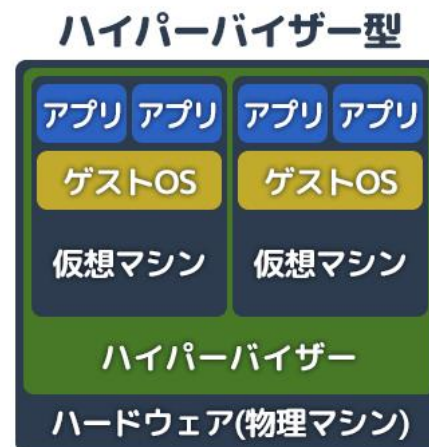 ハイパーバイザー型
アプリ アプリ アプリ アプリ
ゲストOS ゲストOS
仮想マシン 仮想マシン
ハイパーバイザー
ハードウェア(物理マシン)